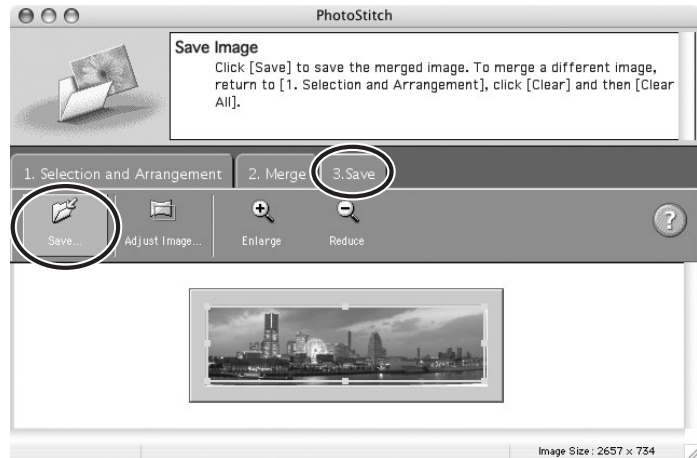 PhotoStitch
Save Image
Click [Save] to save the merged image. To merge a different image,
return to [1. Selection and Arrangement], click [Clear] and then [Clear
All].
1. Selection and Arrangement
2. Merge
3.Save
Save...
Adjust Image...
Enlarge
Reduce
?
Image Size: 2657 × 734